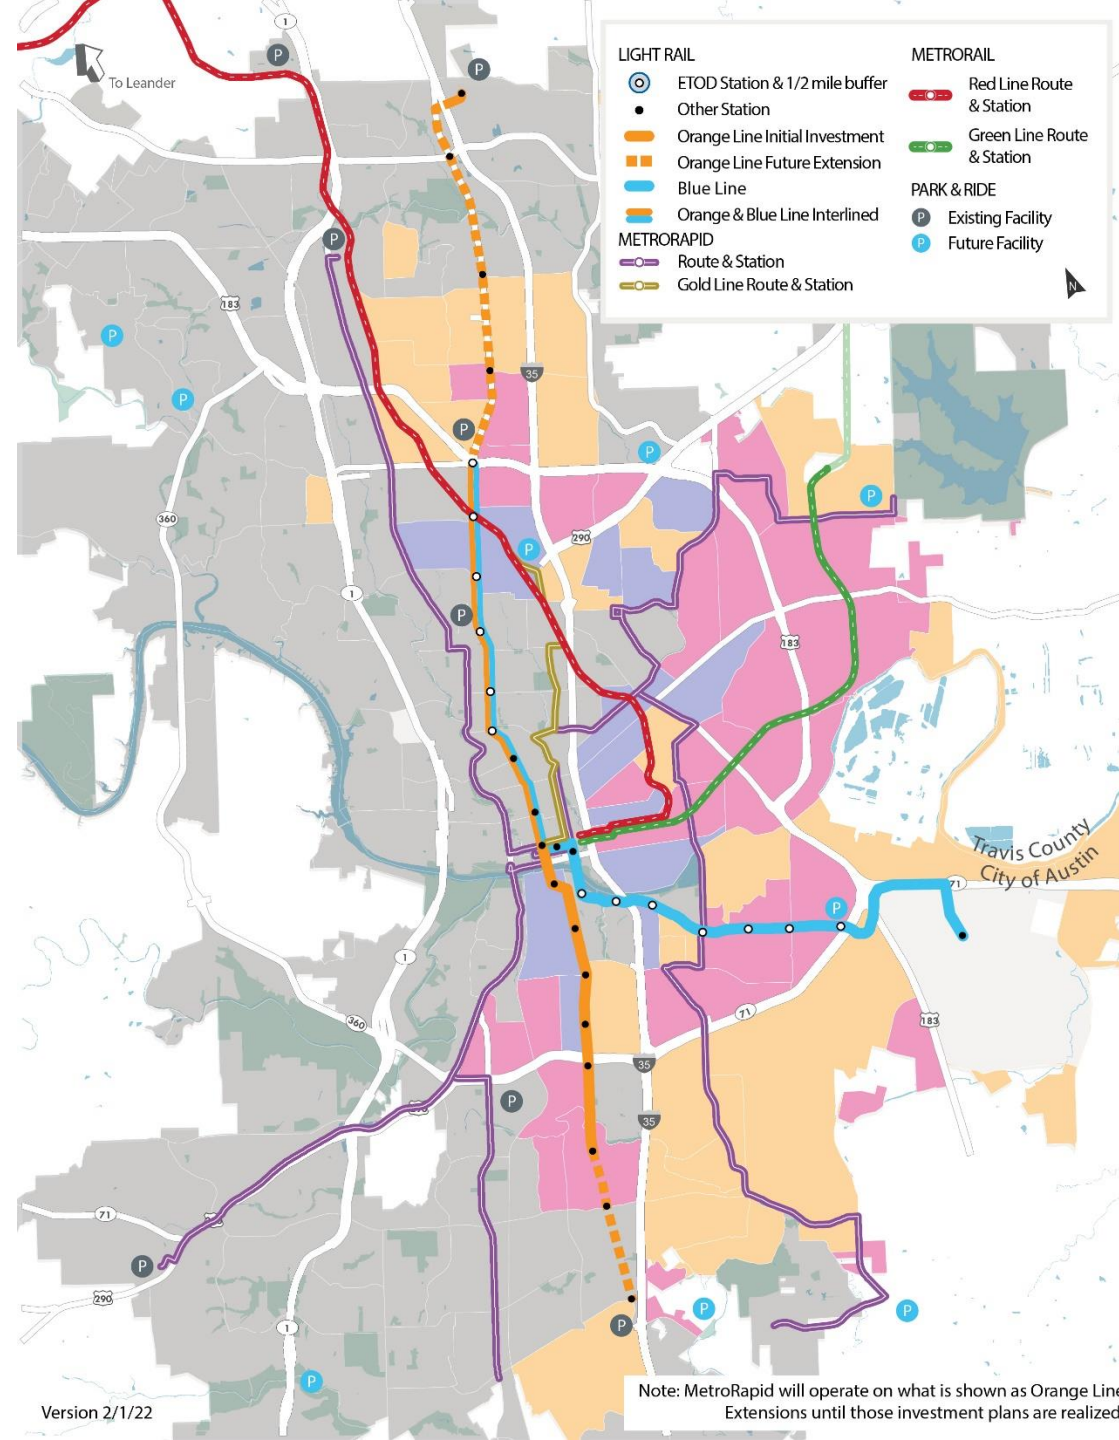 LIGHT RAIL
ETOD Station & 1/2 mile buffer
Other Station
Orange Line Initial Investment
Orange Line Future Extension
Blue Line
Orange & Blue Line Interlined
METRORAPID
Route & Station
Gold Line Route & Station
METRORAIL
Red Line Route
& Station
Green Line Route
& Station
PARK & RIDE
P Existing Facility
P Future Facility
N
1
P
P
To Leander
P
183
P
35
P
P
P
P
360
290
P
1
P
183
Travis County
City of Austin
71
P
1
71
360
183
35
P
35
71
P
290
P
P
P
1
P
Version 2/1/22
Note: MetroRapid will operate on what is shown as Orange Line
Extensions until those investment plans are realized